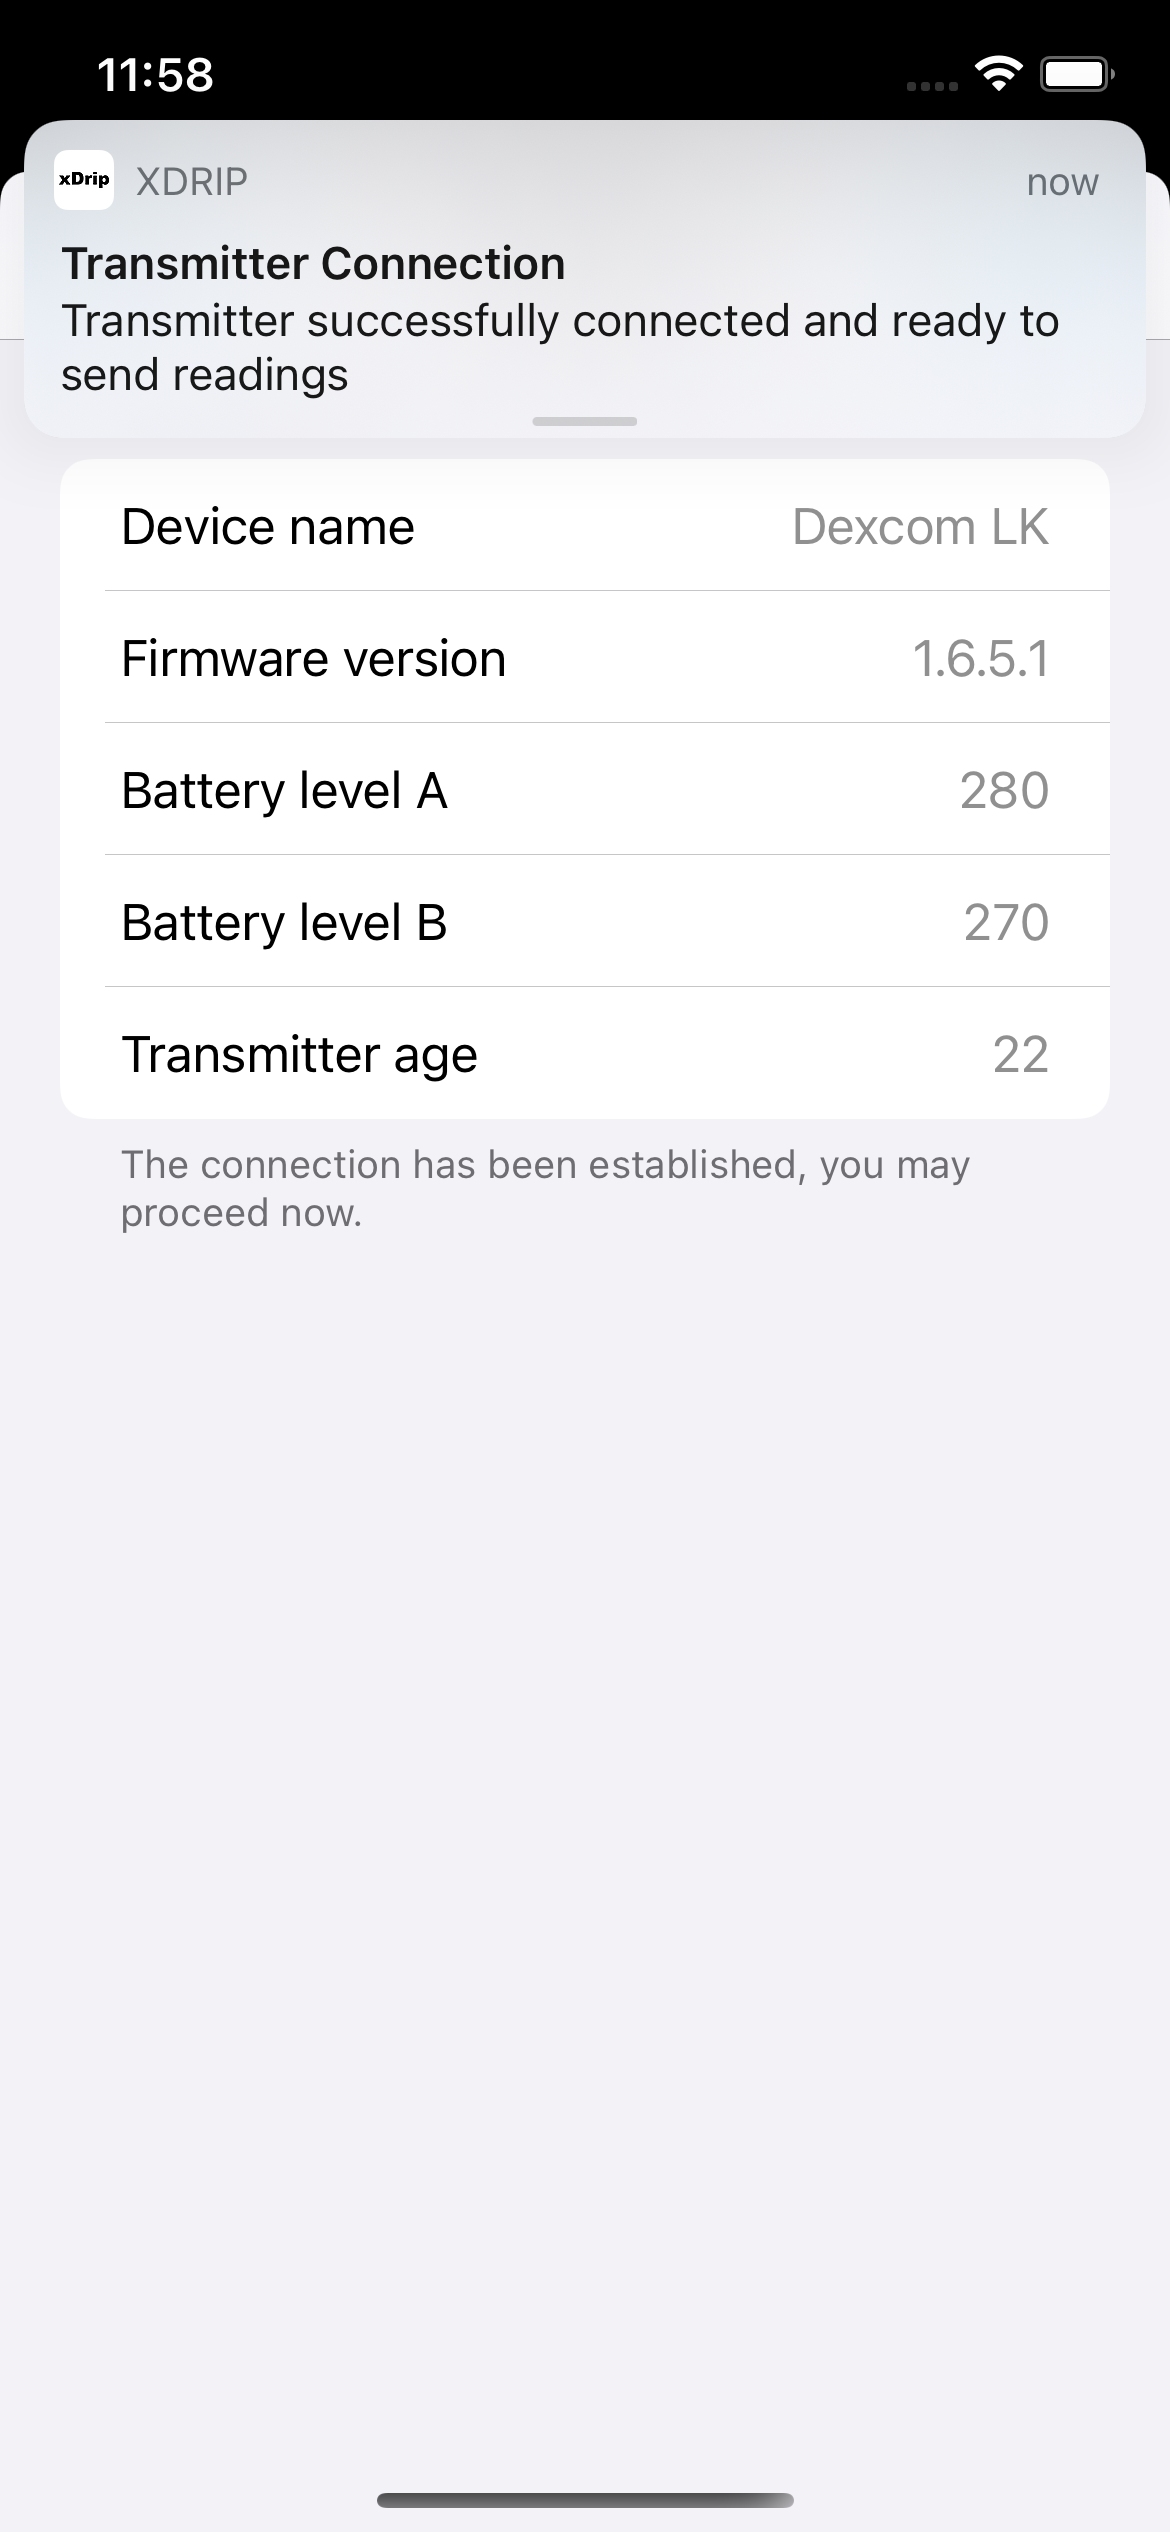 11:58
xDrip XDRIP now
Transmitter Connection
Transmitter successfully connected and ready to
send readings
Device name Dexcom LK
Firmware version 1.6.5.1
Battery level A 280
Battery level B 270
Transmitter age 22
The connection has been established, you may
proceed now.